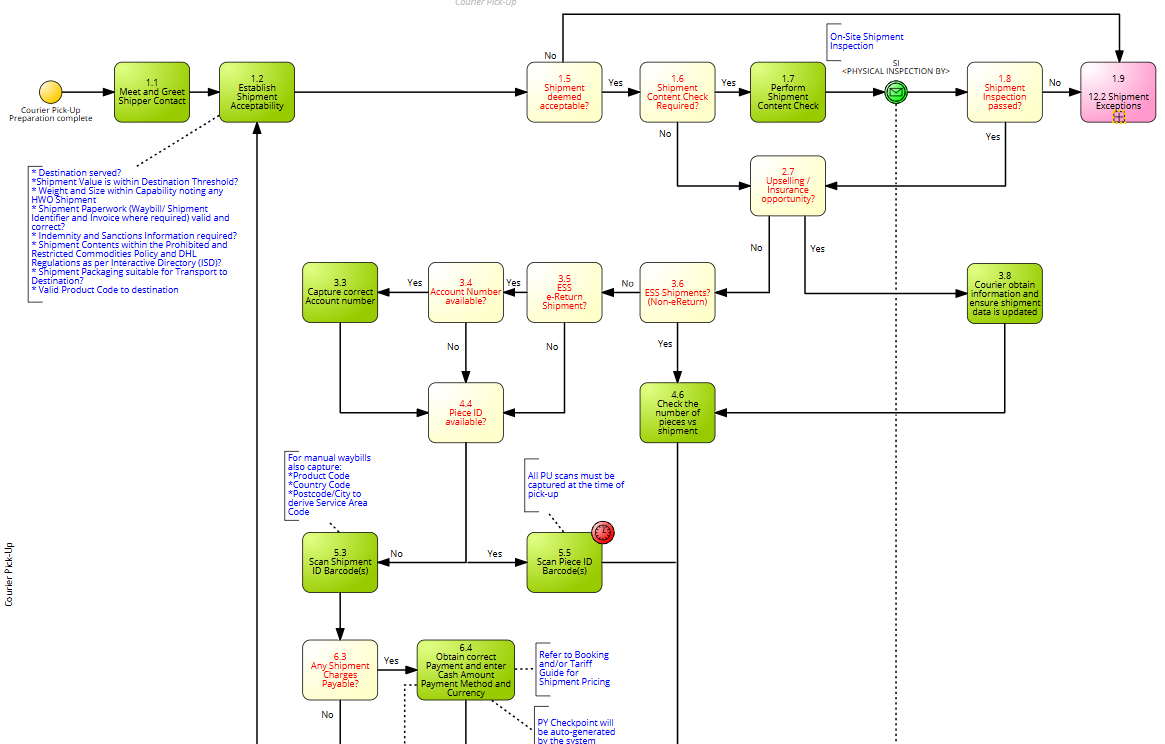 Courier Pick-Up
Courier Pick-Up
Courier Pick-Up
Preparation complete
1.1
Meet and Greet
Shipper Contact
1.2
Establish
Shipment
Acceptability
No
1.5
Shipment
deemed
acceptable?
Yes
1.6
Shipment
Content Check
Required?
Yes
1.7
Perform
Shipment
Content Check
On-Site Shipment
Inspection
SI
<PHYSICAL INSPECTION BY>
1.8
Shipment
Inspection
passed?
No
1.9
12.2 Shipment
Exceptions
No
Yes
* Destination served?
*Shipment Value is within Destination Threshold?
* Weight and Size within Capability noting any
HWO Shipment
* Shipment Paperwork (Waybill/ Shipment
Identifier and Invoice where required) valid and
correct?
* Indemnity and Sanctions Information required?
* Shipment Contents within the Prohibited and
Restricted Commodities Policy and DHL
Regulations as per Interactive Directory (ISD)?
* Shipment Packaging suitable for Transport to
Destination?
* Valid Product Code to destination
2.7
Upselling /
Insurance
opportunity?
No
Yes
3.3
Capture correct
Account number
Yes
3.4
Account Number
available?
Yes
3.5
ESS
e-Return
Shipment?
No
3.6
ESS Shipments?
(Non-eReturn)
3.8
Courier obtain
information and
ensure shipment
data is updated
No
No
Yes
4.4
Piece ID
available?
4.6
Check the
number of
pieces vs
shipment
For manual waybills
also capture:
*Product Code
*Country Code
*Postcode/City to
derive Service Area
Code
All PU scans must be
captured at the time of
pick-up
5.3
Scan Shipment
ID Barcode(s)
No
Yes
5.5
Scan Piece ID
Barcode(s)
6.3
Any Shipment
Charges
Payable?
Yes
6.4
Obtain correct
Payment and enter
Cash Amount
Payment Method and
Currency
Refer to Booking
and/or Tariff
Guide for
Shipment Pricing
No
PY Checkpoint will
be auto-generated
by the system